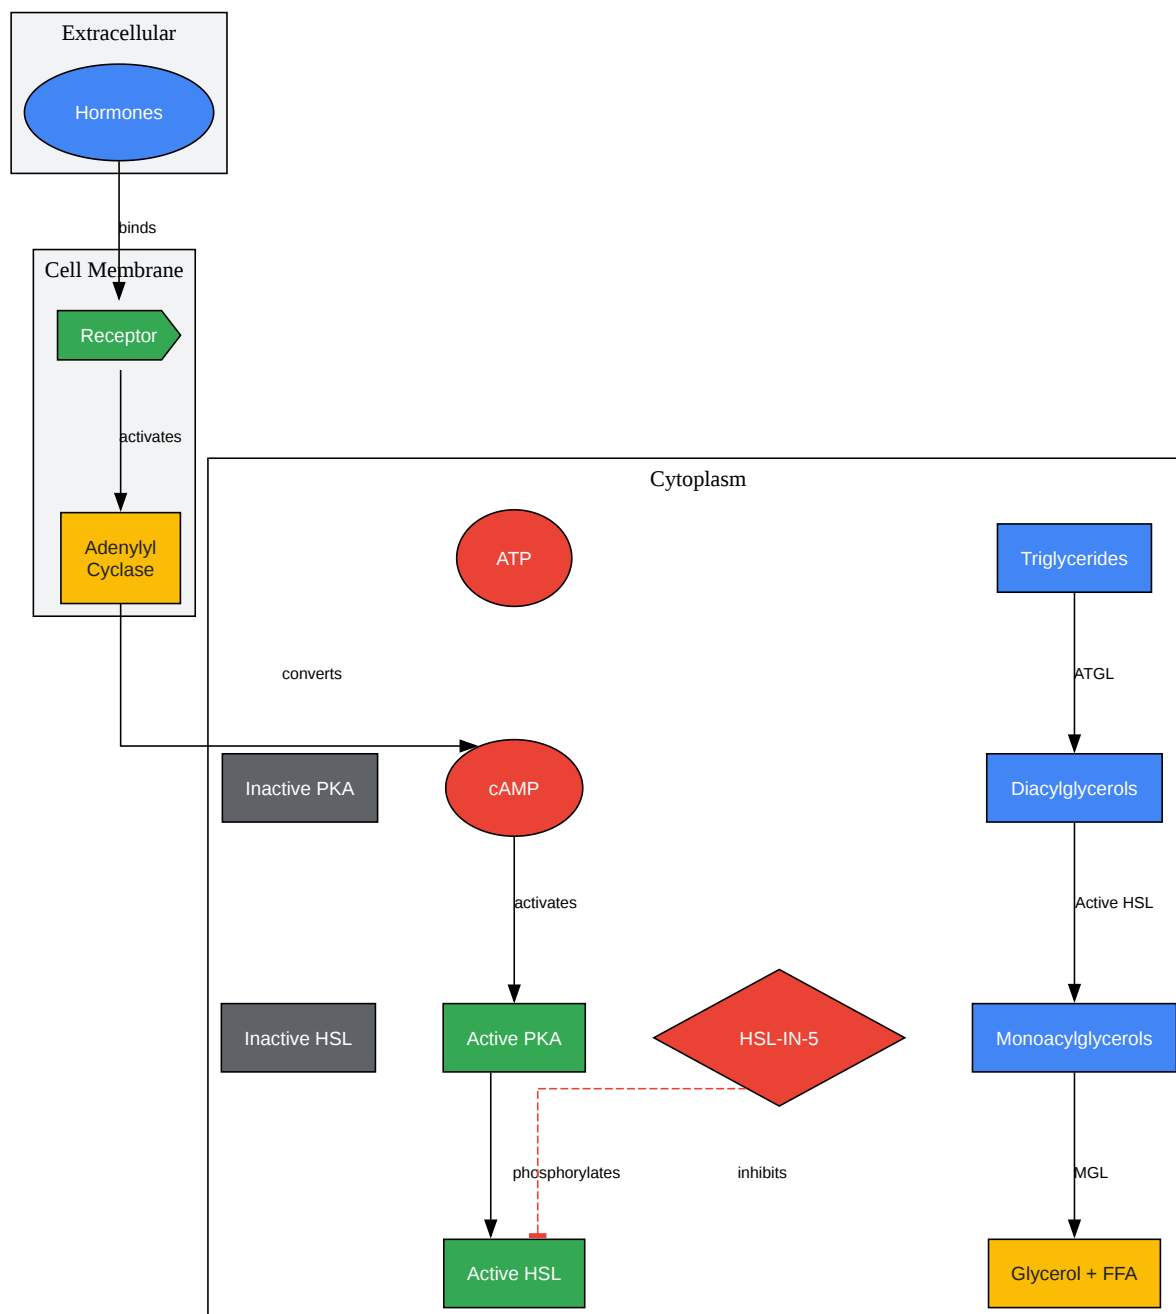 Extracellular
Hormones
binds
Cell Membrane
Receptor
activates
Cytoplasm
Adenylyl
Cyclase
ATP
Triglycerides
converts
ATGL
Inactive PKA
cAMP
Diacylglycerols
activates
Active HSL
Inactive HSL
Active PKA
HSL-IN-5
Monoacylglycerols
phosphorylates
inhibits
MGL
Active HSL
Glycerol + FFA